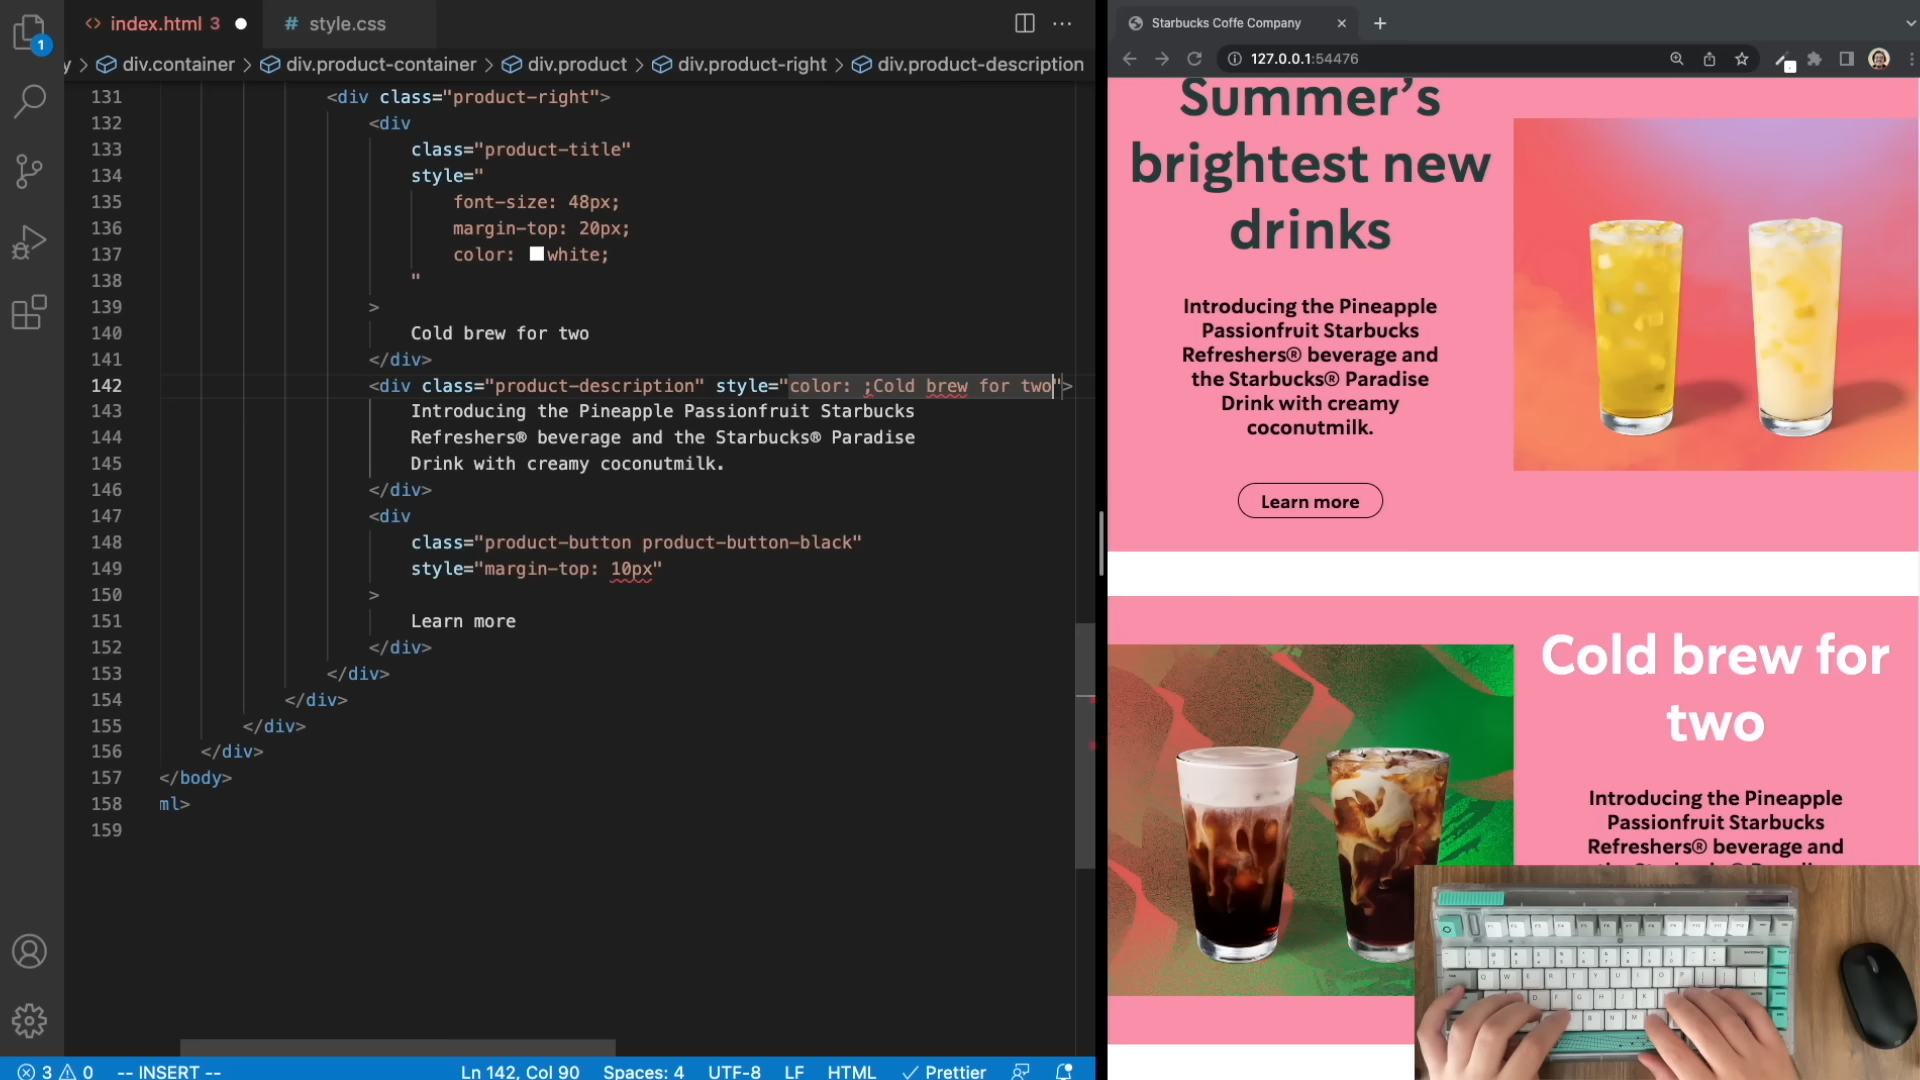 index.html 3
style.css
y > div.container > div.product-container > div.product > div.product-right > div.product-description
131 <div class="product-right">
132 <div
133 class="product-title"
134 style="
135 font-size: 48px;
136 margin-top: 20px;
137 color: white;
138 "
139 >
140 Cold brew for two
141 </div>
142 <div class="product-description" style="color: ;Cold brew for two">
143 Introducing the Pineapple Passionfruit Starbucks
144 Refreshers® beverage and the Starbucks® Paradise
145 Drink with creamy coconutmilk.
146 </div>
147 <div
148 class="product-button product-button-black"
149 style="margin-top: 10px"
150 >
151 Learn more
152 </div>
153 </div>
154 </div>
155 </div>
156 </div>
157 </body>
158 ml>
159
1
3 0 -- INSERT -- Ln 142, Col 90 Spaces: 4 UTF-8 LF HTML Prettier
Starbucks Coffe Company
127.0.0.1:54476
Summer's
brightest new
drinks
Introducing the Pineapple
Passionfruit Starbucks
Refreshers® beverage and
the Starbucks® Paradise
Drink with creamy
coconutmilk.
Learn more
Cold brew for
two
Introducing the Pineapple
Passionfruit Starbucks
Refreshers® beverage and